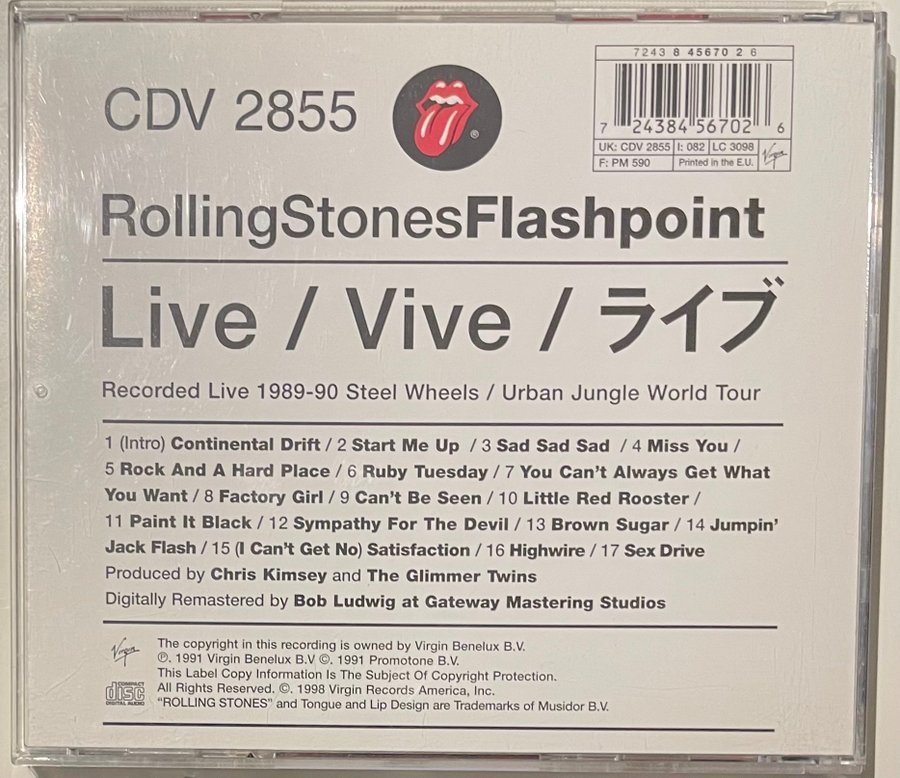 7243 8 45670 2 6
CDV 2855
®
7 24384 56702 6
UK: CDV 2855 I: 082 LC 3098
F: PM 590 Printed in the E.U. Virgin
RollingStonesFlashpoint
Live / Vive / ライブ
Recorded Live 1989-90 Steel Wheels / Urban Jungle World Tour
1 (Intro) Continental Drift / 2 Start Me Up / 3 Sad Sad Sad / 4 Miss You /
5 Rock And A Hard Place / 6 Ruby Tuesday / 7 You Can't Always Get What
You Want / 8 Factory Girl / 9 Can't Be Seen / 10 Little Red Rooster /
11 Paint It Black / 12 Sympathy For The Devil / 13 Brown Sugar / 14 Jumpin'
Jack Flash / 15 (I Can't Get No) Satisfaction / 16 Highwire / 17 Sex Drive
Produced by Chris Kimsey and The Glimmer Twins
Digitally Remastered by Bob Ludwig at Gateway Mastering Studios
Virgin
The copyright in this recording is owned by Virgin Benelux B.V.
℗. 1991 Virgin Benelux B.V ©. 1991 Promotone B.V.
This Label Copy Information Is The Subject Of Copyright Protection.
All Rights Reserved. ©. 1998 Virgin Records America, Inc.
"ROLLING STONES" and Tongue and Lip Design are Trademarks of Musidor B.V.
COMPACT
disc
DIGITAL AUDIO